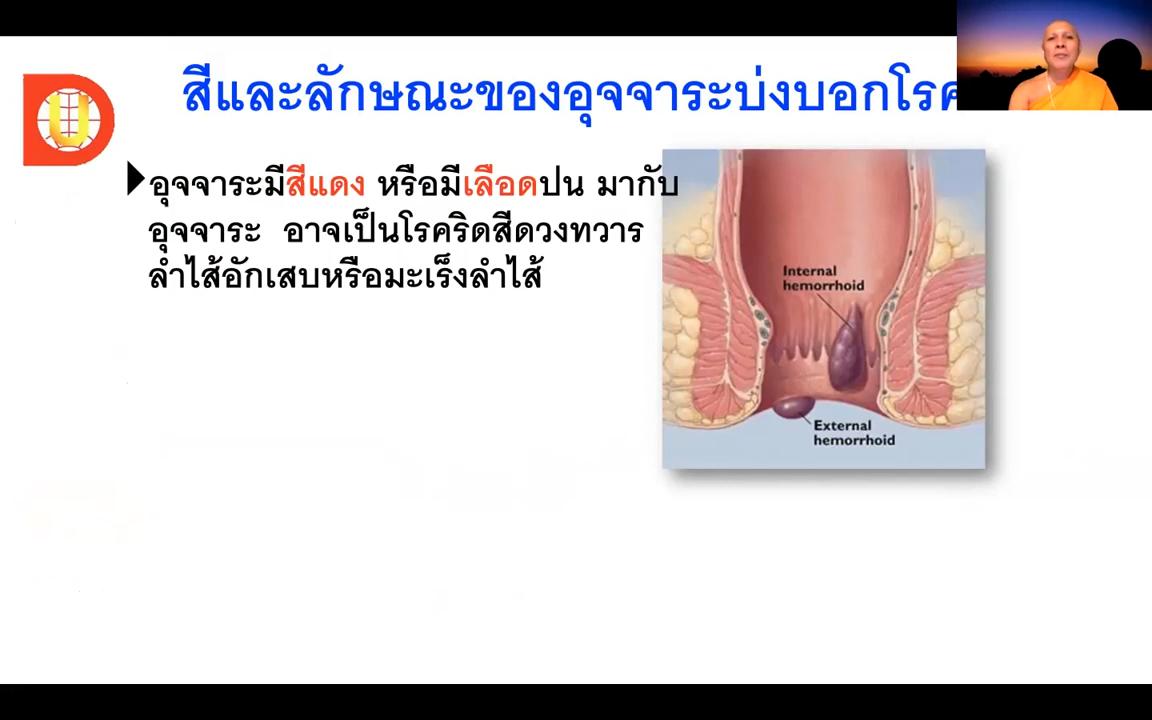 สีและลักษณะของอุจจาระบ่งบอกโรค
อุจจาระมีสีแดง หรือมีเลือดปน มากับ
อุจจาระ อาจเป็นโรคริดสีดวงทวาร
ลำไส้อักเสบหรือมะเร็งลำไส้
Internal
hemorrhoid
External
hemorrhoid